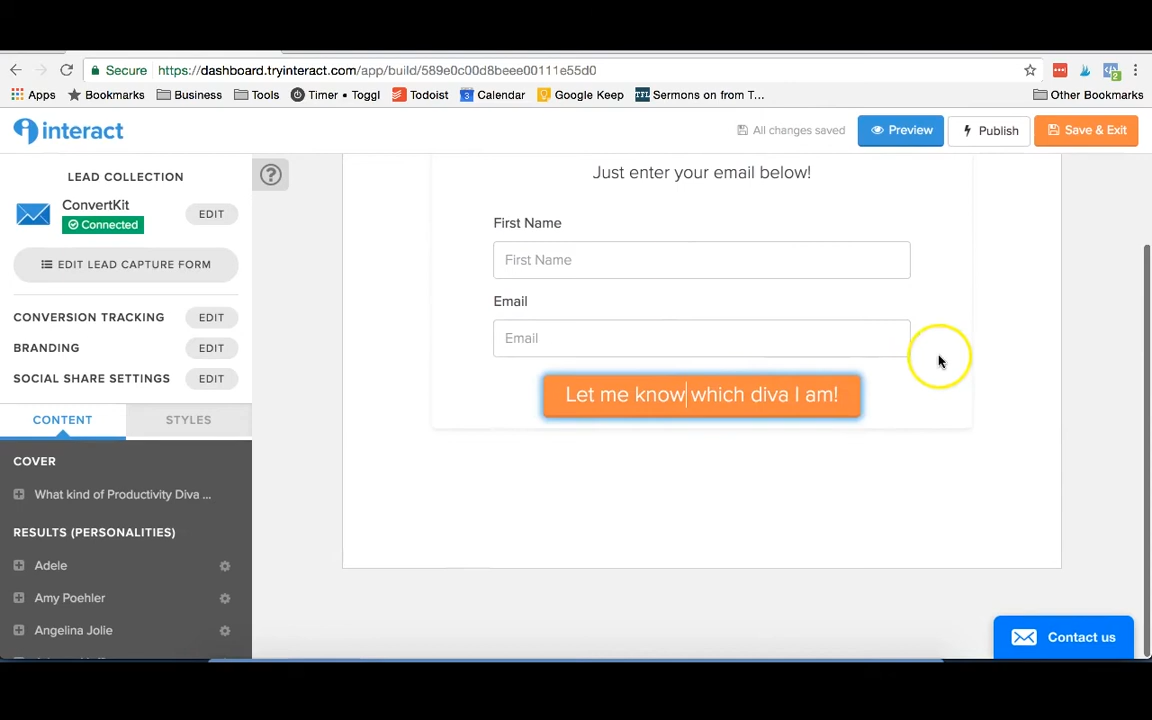 Secure https://dashboard.tryinteract.com/app/build/589e0c00d8beee00111e55d0
2
Apps Bookmarks Business Tools Timer • Toggl Todoist 3 Calendar Google Keep TFL Sermons on from T... Other Bookmarks
interact All changes saved Preview Publish Save & Exit
LEAD COLLECTION
ConvertKit
Connected
EDIT
EDIT LEAD CAPTURE FORM
CONVERSION TRACKING EDIT
BRANDING EDIT
SOCIAL SHARE SETTINGS EDIT
CONTENT STYLES
COVER
What kind of Productivity Diva ...
RESULTS (PERSONALITIES)
Adele
Amy Poehler
Angelina Jolie
?
Just enter your email below!
First Name
First Name
Email
Email
Let me know which diva I am!
Contact us